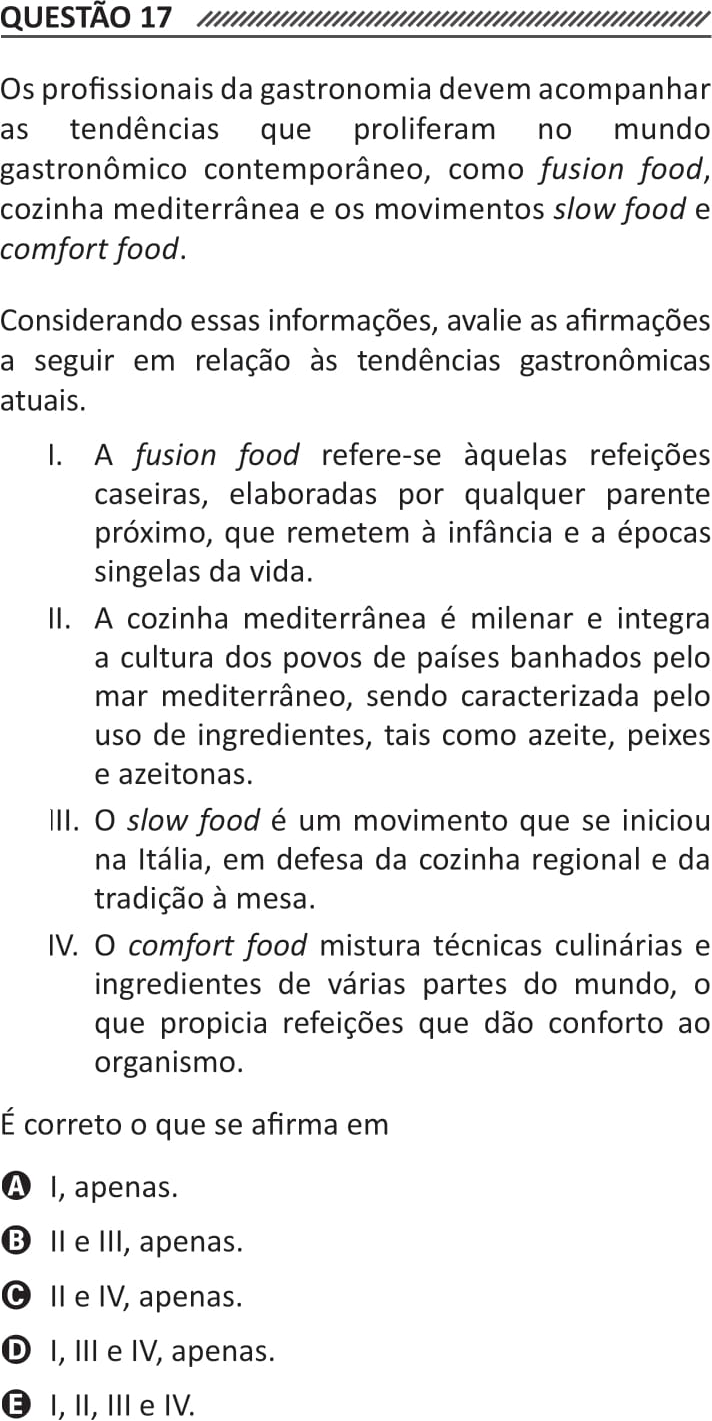 QUESTÃO 17
Os profissionais da gastronomia devem acompanhar
as tendências que proliferam no mundo
gastronômico contemporâneo, como fusion food,
cozinha mediterrânea e os movimentos slow food e
comfort food.
Considerando essas informações, avalie as afirmações
a seguir em relação às tendências gastronômicas
atuais.
I. A fusion food refere-se àquelas refeições
caseiras, elaboradas por qualquer parente
próximo, que remetem à infância e a épocas
singelas da vida.
II. A cozinha mediterrânea é milenar e integra
a cultura dos povos de países banhados pelo
mar mediterrâneo, sendo caracterizada pelo
uso de ingredientes, tais como azeite, peixes
e azeitonas.
III. O slow food é um movimento que se iniciou
na Itália, em defesa da cozinha regional e da
tradição à mesa.
IV. O comfort food mistura técnicas culinárias e
ingredientes de várias partes do mundo, o
que propicia refeições que dão conforto ao
organismo.
É correto o que se afirma em
A I, apenas.
B II e III, apenas.
C II e IV, apenas.
D I, III e IV, apenas.
E I, II, III e IV.